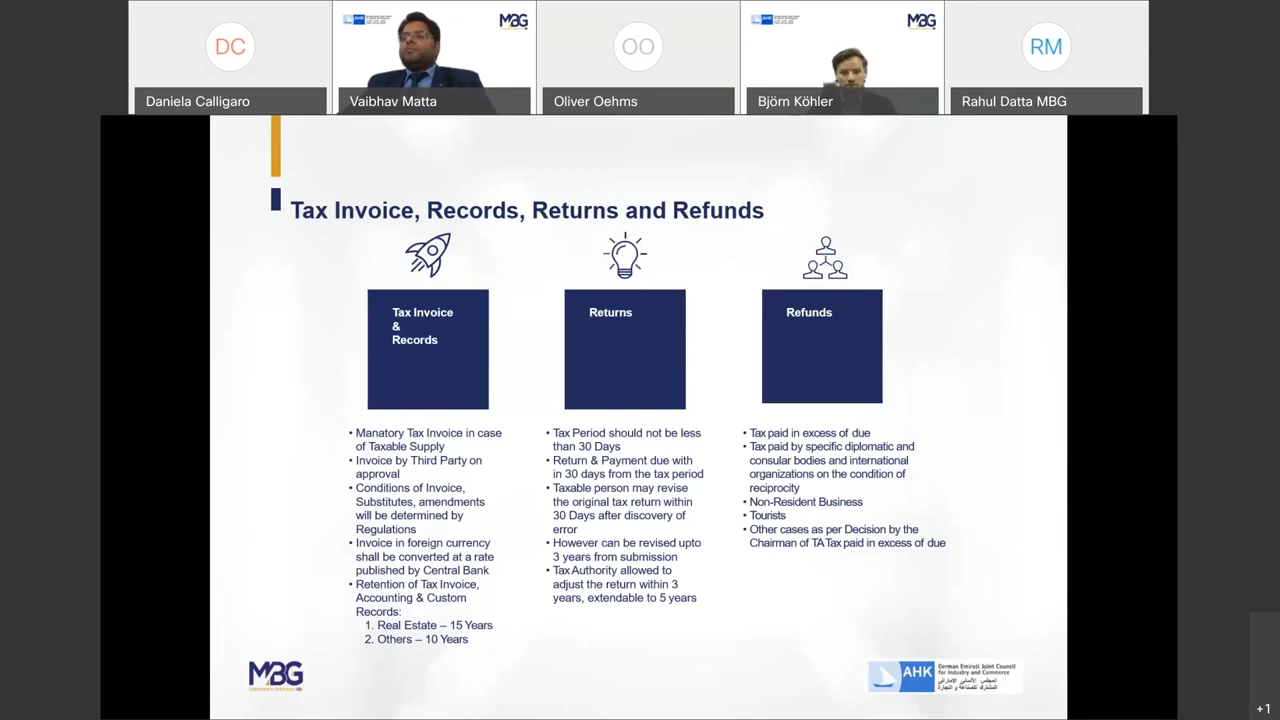 DC
OO
RM
AHK
MBG
AHK
MBG
Daniela Calligaro
Vaibhav Matta
Oliver Oehms
Björn Köhler
Rahul Datta MBG
Tax Invoice, Records, Returns and Refunds
Tax Invoice
&
Records
• Manatory Tax Invoice in case
of Taxable Supply
• Invoice by Third Party on
approval
• Conditions of Invoice,
Substitutes, amendments
will be determined by
Regulations
• Invoice in foreign currency
shall be converted at a rate
published by Central Bank
• Retention of Tax Invoice,
Accounting & Custom
Records:
1. Real Estate – 15 Years
2. Others – 10 Years
Returns
• Tax Period should not be less
than 30 Days
• Return & Payment due with
in 30 days from the tax period
• Taxable person may revise
the original tax return within
30 Days after discovery of
error
• However can be revised upto
3 years from submission
• Tax Authority allowed to
adjust the return within 3
years, extendable to 5 years
Refunds
• Tax paid in excess of due
• Tax paid by specific diplomatic and
consular bodies and international
organizations on the condition of
reciprocity
• Non-Resident Business
• Tourists
• Other cases as per Decision by the
Chairman of TA Tax paid in excess of due
MBG
CORPORATE SERVICES
AHK
German Emirati Joint Council
for Industry and Commerce
المجلس الألماني الإماراتي
المشترك للصناعة و التجارة
+1